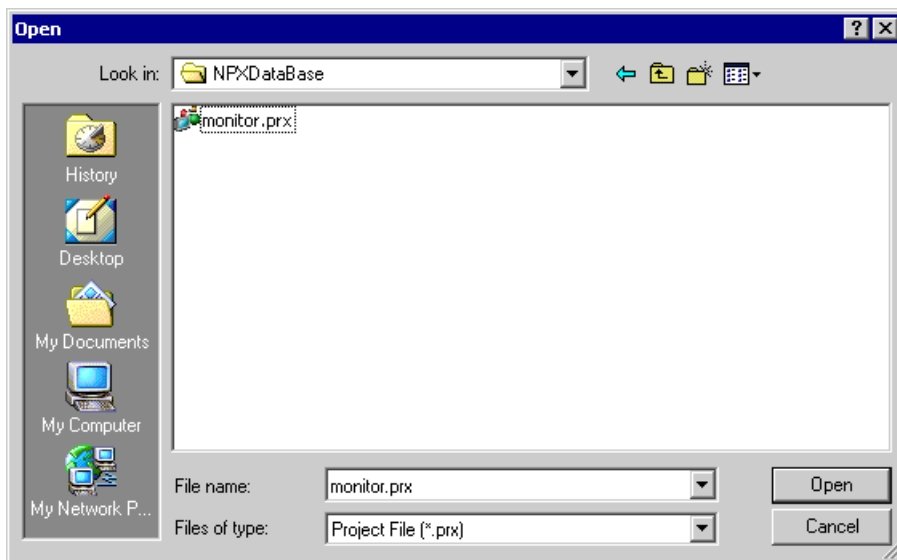 Open
Look in: NPXDataBase
History
Desktop
My Documents
My Computer
My Network P...
monitor.prx
File name: monitor.prx Open
Files of type: Project File (*.prx) Cancel